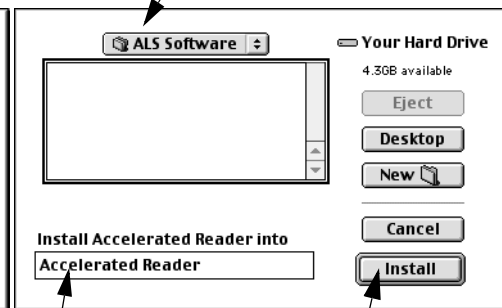 ALS Software
Your Hard Drive
4.3GB available
Eject
Desktop
New
Cancel
Install Accelerated Reader into
Accelerated Reader
Install